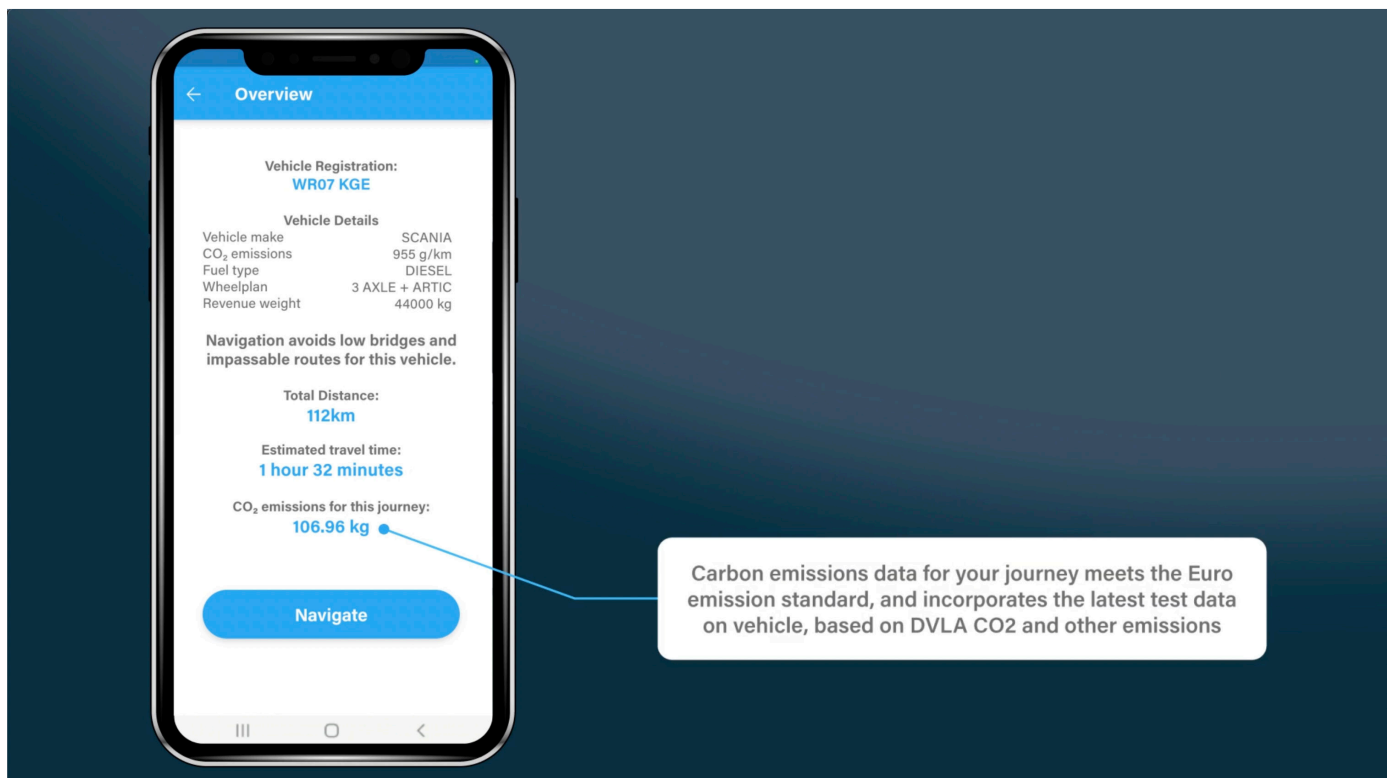 Overview
Vehicle Registration:
WR07 KGE
Vehicle Details
Vehicle make SCANIA
CO₂ emissions 955 g/km
Fuel type DIESEL
Wheelplan 3 AXLE + ARTIC
Revenue weight 44000 kg
Navigation avoids low bridges and
impassable routes for this vehicle.
Total Distance:
112km
Estimated travel time:
1 hour 32 minutes
CO₂ emissions for this journey:
106.96 kg
Navigate
Carbon emissions data for your journey meets the Euro
emission standard, and incorporates the latest test data
on vehicle, based on DVLA CO2 and other emissions